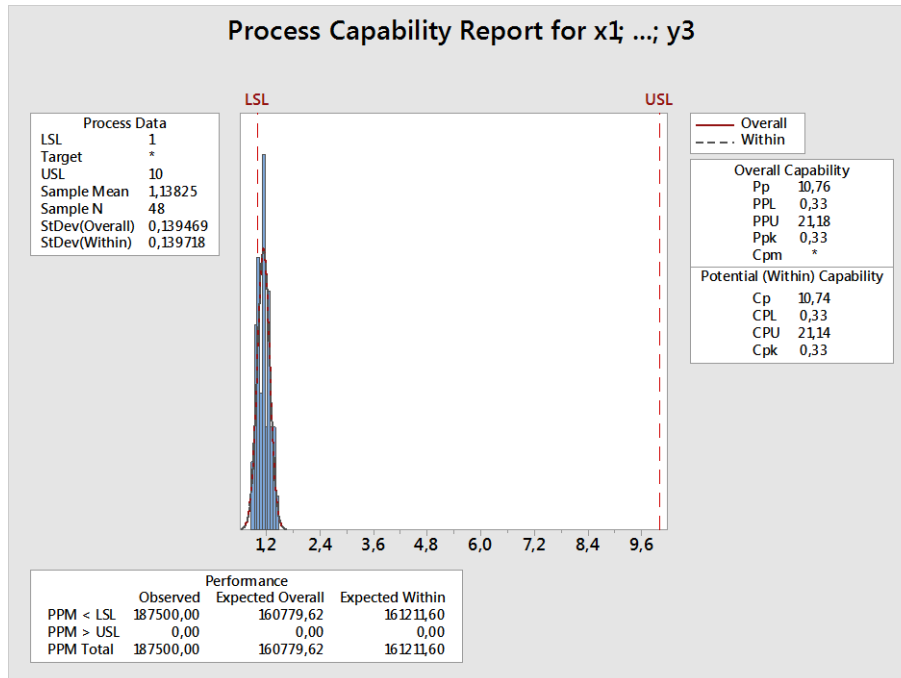 Process Capability Report for x1; ...; y3
LSL USL
Process Data
LSL 1
Target *
USL 10
Sample Mean 1,13825
Sample N 48
StDev(Overall) 0,139469
StDev(Within) 0,139718
Overall
Within
Overall Capability
Pp 10,76
PPL 0,33
PPU 21,18
Ppk 0,33
Cpm *
Potential (Within) Capability
Cp 10,74
CPL 0,33
CPU 21,14
Cpk 0,33
1,2 2,4 3,6 4,8 6,0 7,2 8,4 9,6
Performance
Observed Expected Overall Expected Within
PPM < LSL 187500,00 160779,62 161211,60
PPM > USL 0,00 0,00 0,00
PPM Total 187500,00 160779,62 161211,60